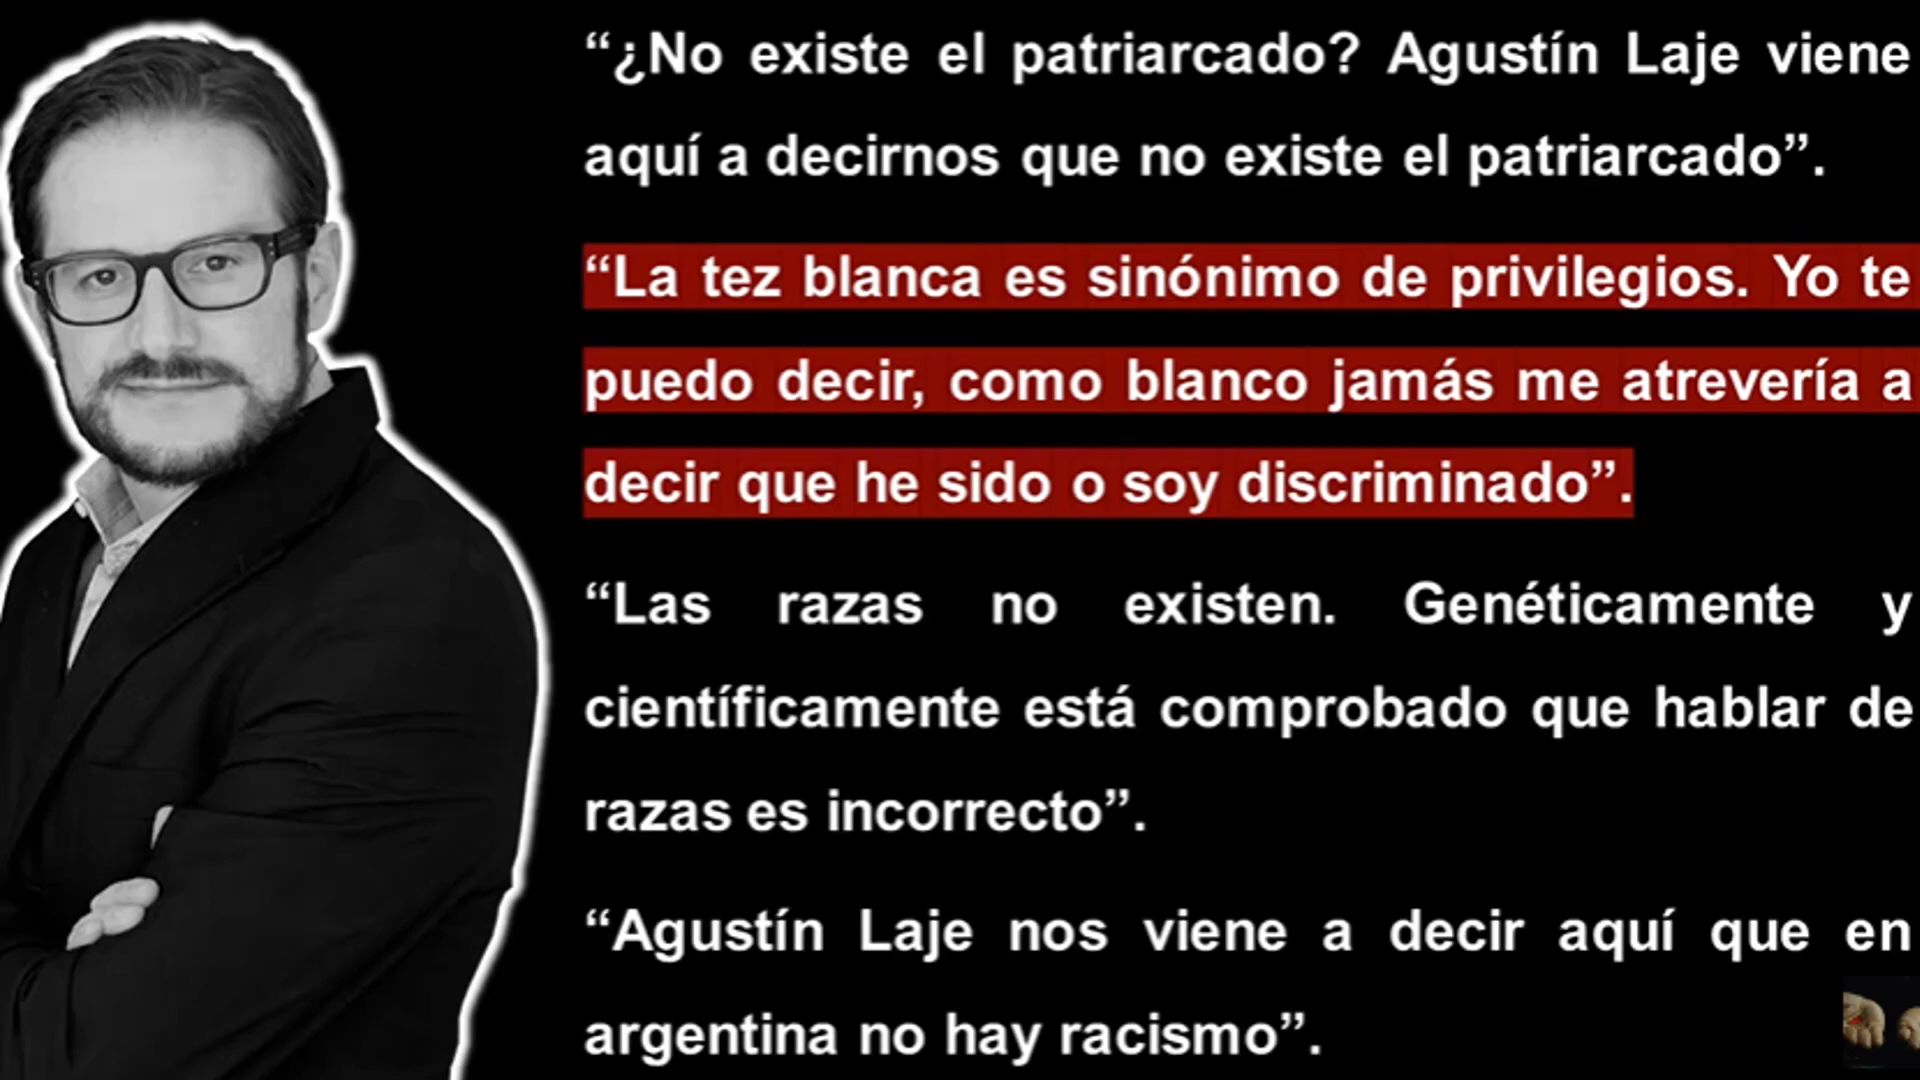 “¿No existe el patriarcado? Agustín Laje viene
aquí a decirnos que no existe el patriarcado”.
“La tez blanca es sinónimo de privilegios. Yo te
puedo decir, como blanco jamás me atrevería a
decir que he sido o soy discriminado”.
“Las razas no existen. Genéticamente y
científicamente está comprobado que hablar de
razas es incorrecto”.
“Agustín Laje nos viene a decir aquí que en
argentina no hay racismo”.